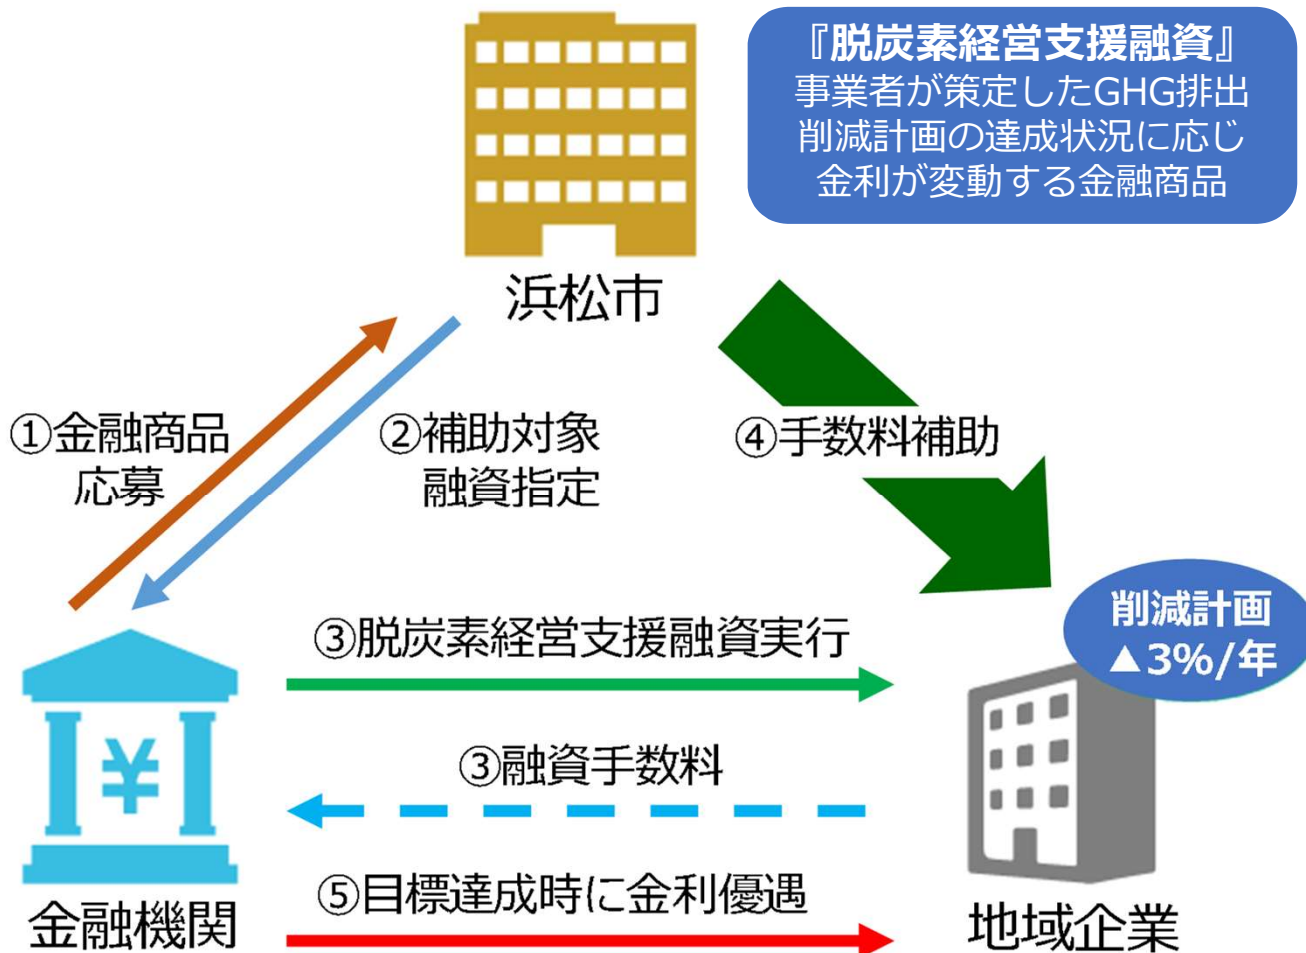 『脱炭素経営支援融資』
事業者が策定したGHG排出
削減計画の達成状況に応じ
金利が変動する金融商品
浜松市
①金融商品
応募
②補助対象
融資指定
④手数料補助
削減計画
▲3%/年
③脱炭素経営支援融資実行
¥
③融資手数料
⑤目標達成時に金利優遇
金融機関
地域企業